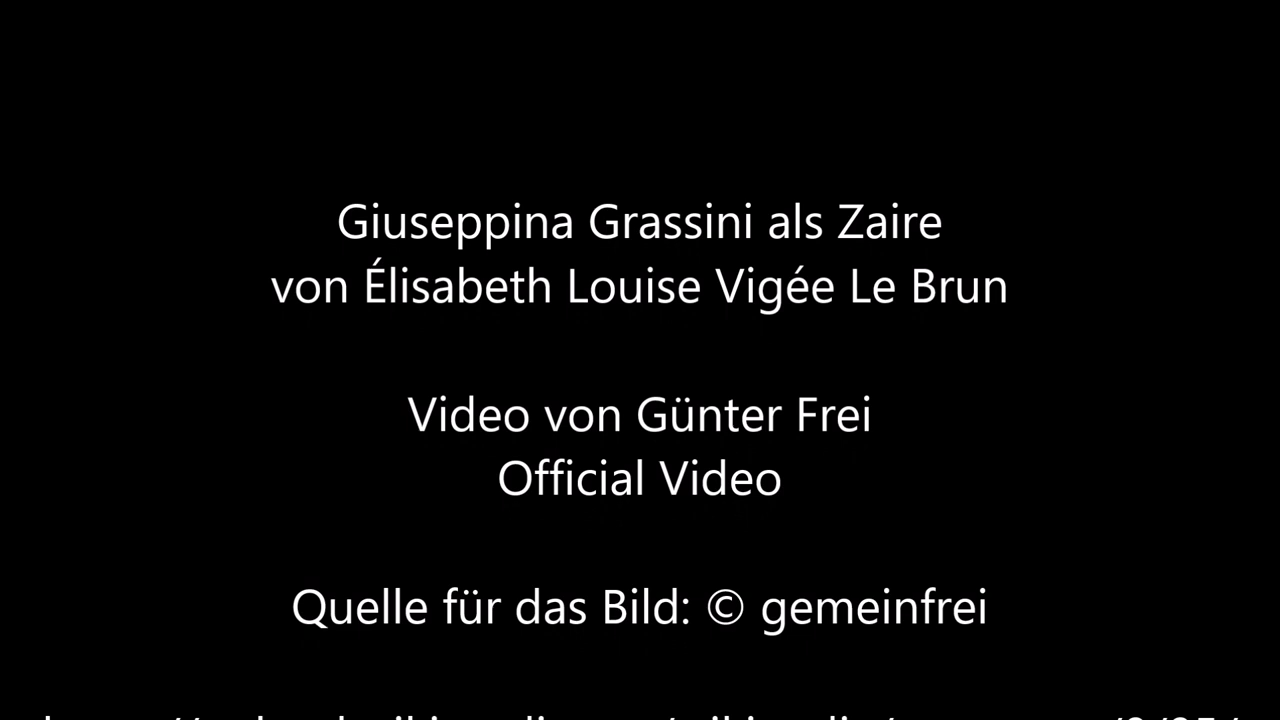 Giuseppina Grassini als Zaire
von Élisabeth Louise Vigée Le Brun
Video von Günter Frei
Official Video
Quelle für das Bild: © gemeinfrei